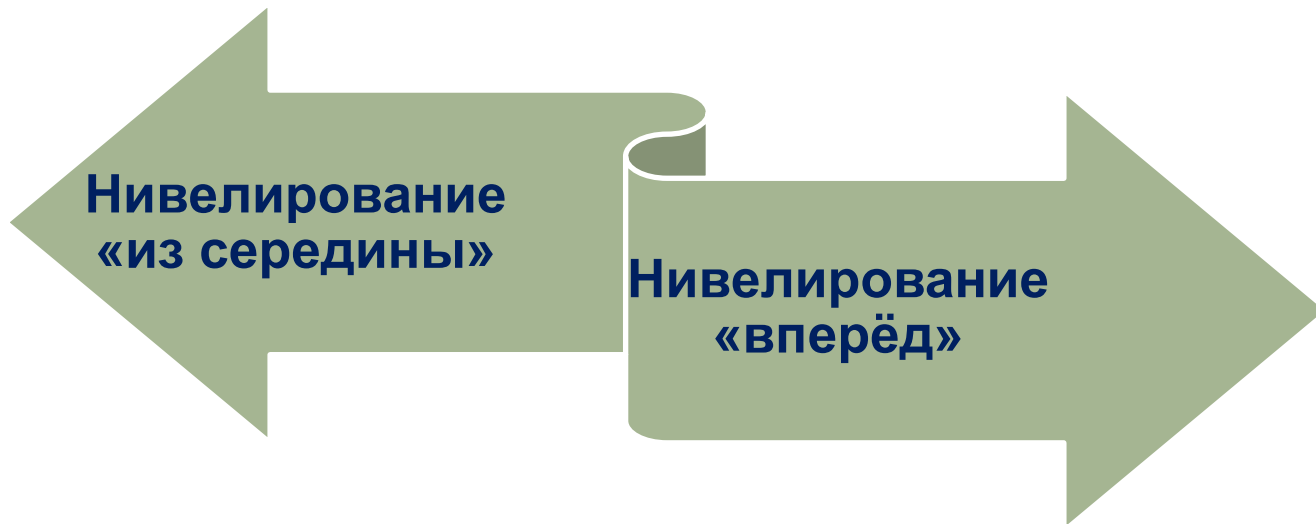 Нивелирование
«из середины»
Нивелирование
«вперёд»